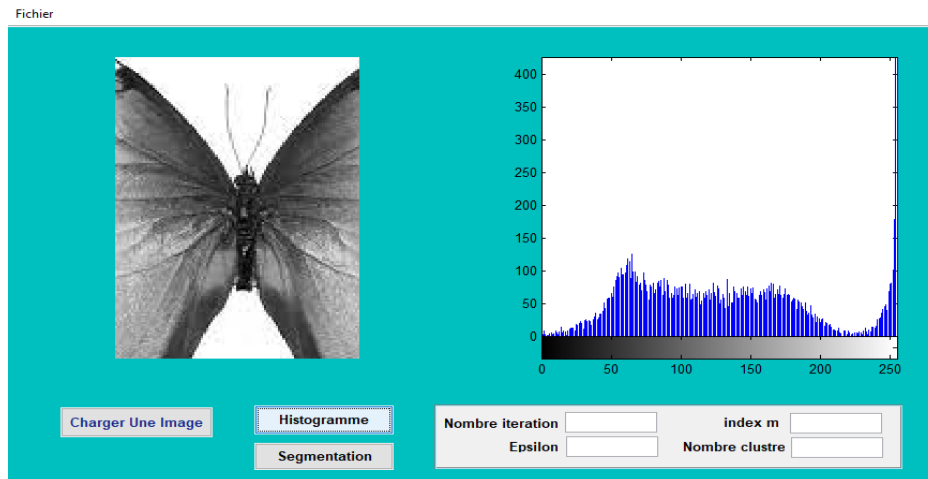 Fichier
400
350
300
250
200
150
100
50
0
0 50 100 150 200 250
Charger Une Image
Histogramme
Segmentation
Nombre iteration
index m
Epsilon
Nombre clustre